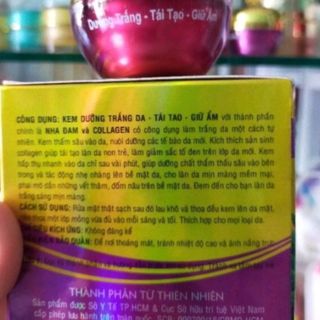 Dưỡng Trắng - Tái Tạo - Giữ Ẩm
CÔNG DỤNG: KEM DƯỠNG TRẮNG DA - TÁI TẠO - GIỮ ẨM với thành phần
chính là NHA ĐAM và COLLAGEN có công dụng làm trắng da một cách tự
nhiên. Kem thẩm sâu vào da, nuôi dưỡng các tế bào da mới. Kích thích sản sinh
collagen giúp tái tạo làn da non trẻ, làm giảm sắc tố đen trên lớp da mới. Kem
hấp thụ nhanh vào da chỉ sau vài phút, giúp dưỡng chất thẩm thấu sâu vào bên
trong và tác động nhẹ nhàng lên bề mặt da, cho làn da mịn màng mềm mại,
phai mờ dần những vết thâm, đốm nâu trên bề mặt da. Đem đến cho bạn làn da
trắng sáng mịn
CÁCH SỬ DỤNG: Rửa mặt thật sạch sau đó lau khô và thoa đều kem lên da mặt,
thoa một lớp mỏng vừa đủ vào mỗi sáng và tối. Thích hợp cho mọi loại da.
KÍCH ỨNG: Không đáng kể
BẢO QUẢN: Để nơi thoáng mát, tránh nhiệt độ cao và ánh nắng trực
THÀNH PHẦN TỪ THIÊN NHIÊN
Sản phẩm được Sở Y TẾ TP HCM & Cục Sở hữu trí tuệ Việt Nam
cấp phép lưu hành trên toàn quốc.